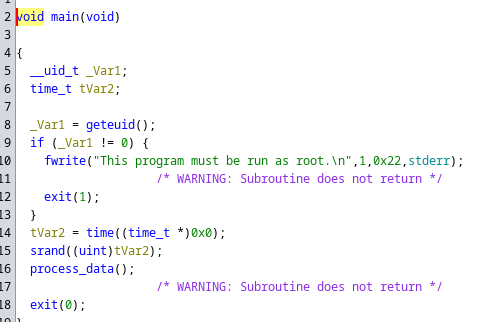 2 void main(void)
3
4 {
5 __uid_t _Var1;
6 time_t tVar2;
7
8 _Var1 = geteuid();
9 if (_Var1 != 0) {
10 fwrite("This program must be run as root.\n",1,0x22,stderr);
11 /* WARNING: Subroutine does not return */
12 exit(1);
13 }
14 tVar2 = time((time_t *)0x0);
15 srand((uint)tVar2);
16 process_data();
17 /* WARNING: Subroutine does not return */
18 exit(0);